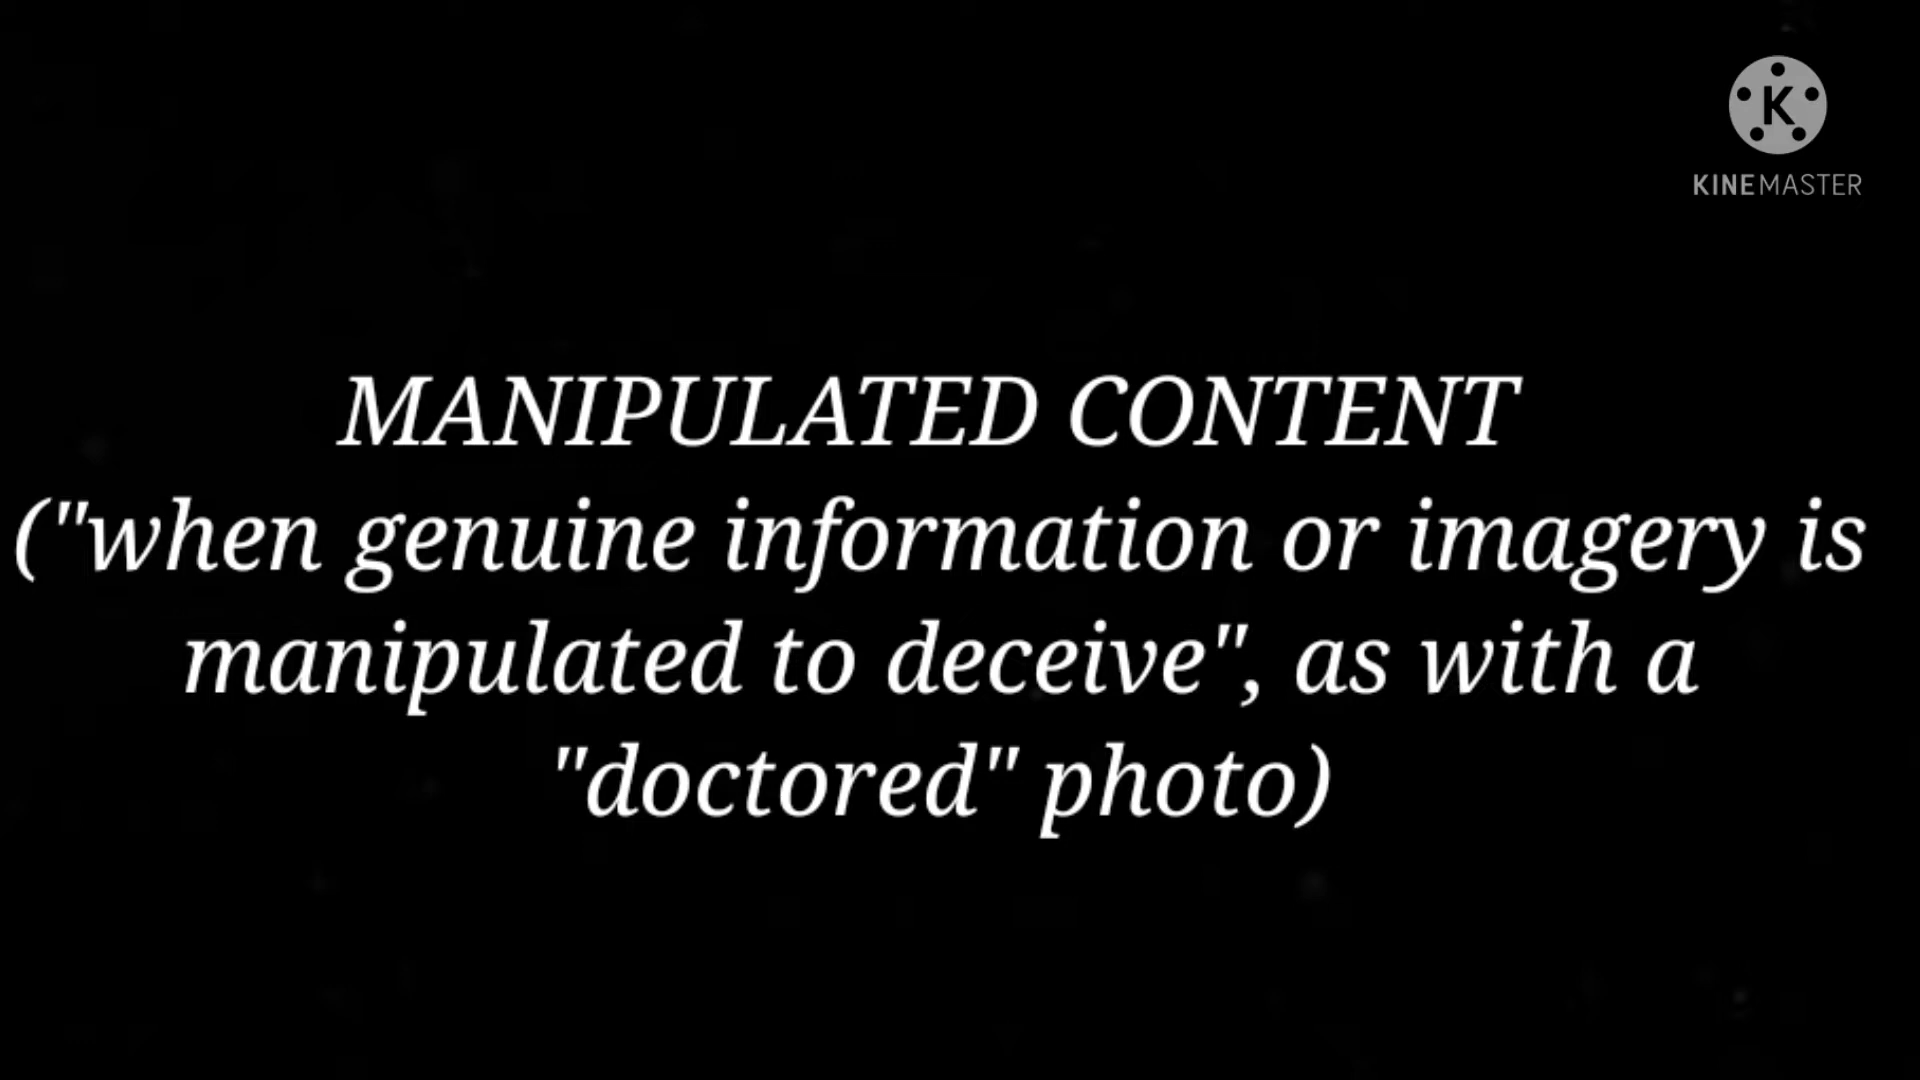 K
KINEMASTER
MANIPULATED CONTENT
("when genuine information or imagery is
manipulated to deceive", as with a
"doctored" photo)